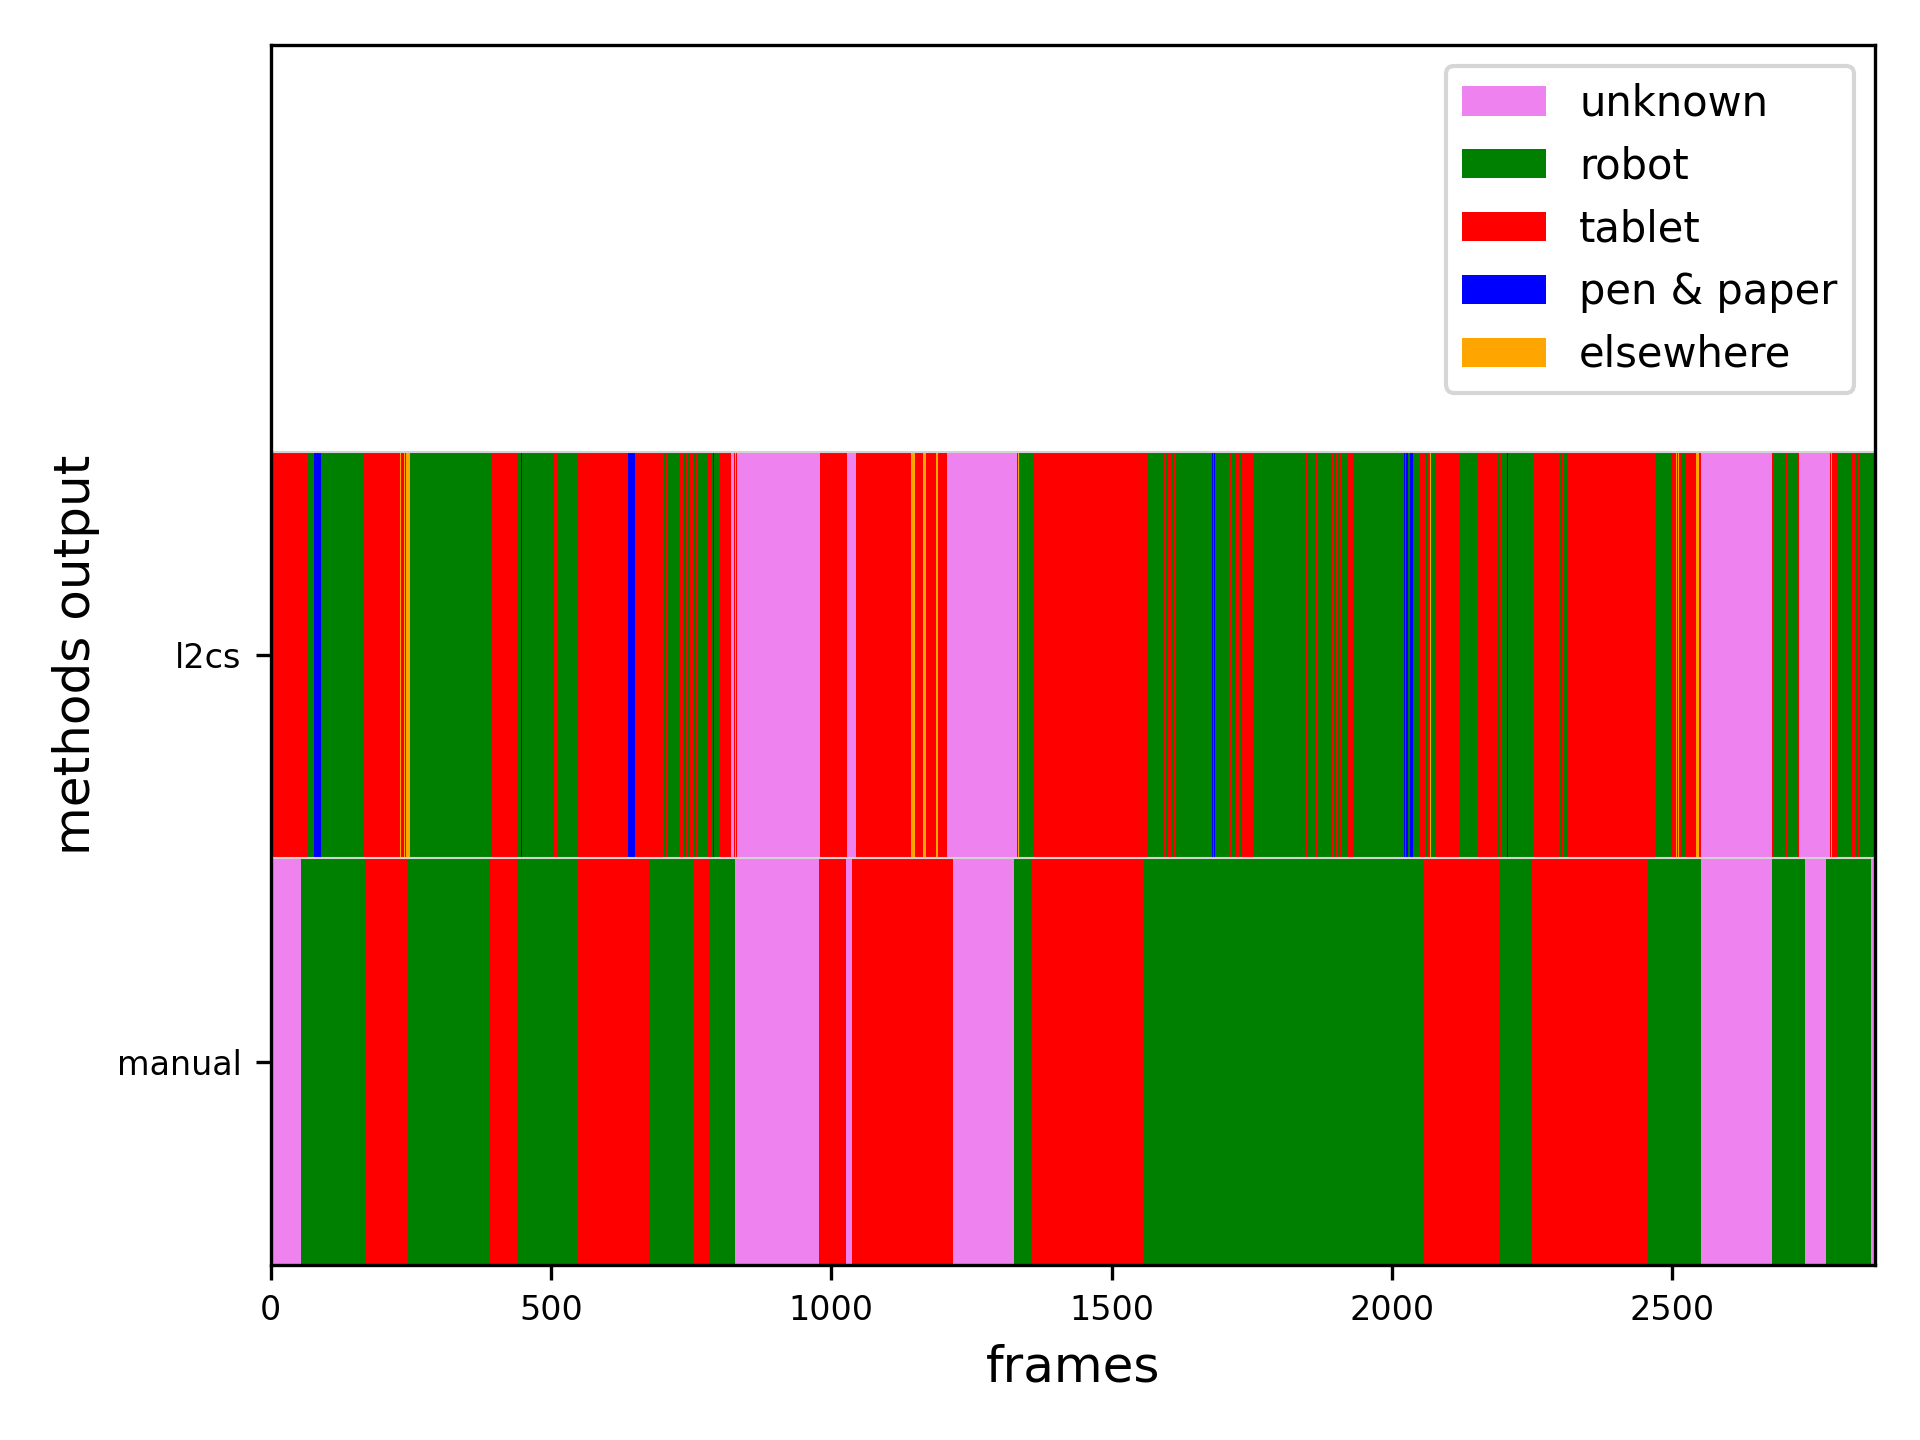 unknown
robot
tablet
pen & paper
elsewhere
methods output
l2cs
manual
0 500 1000 1500 2000 2500
frames